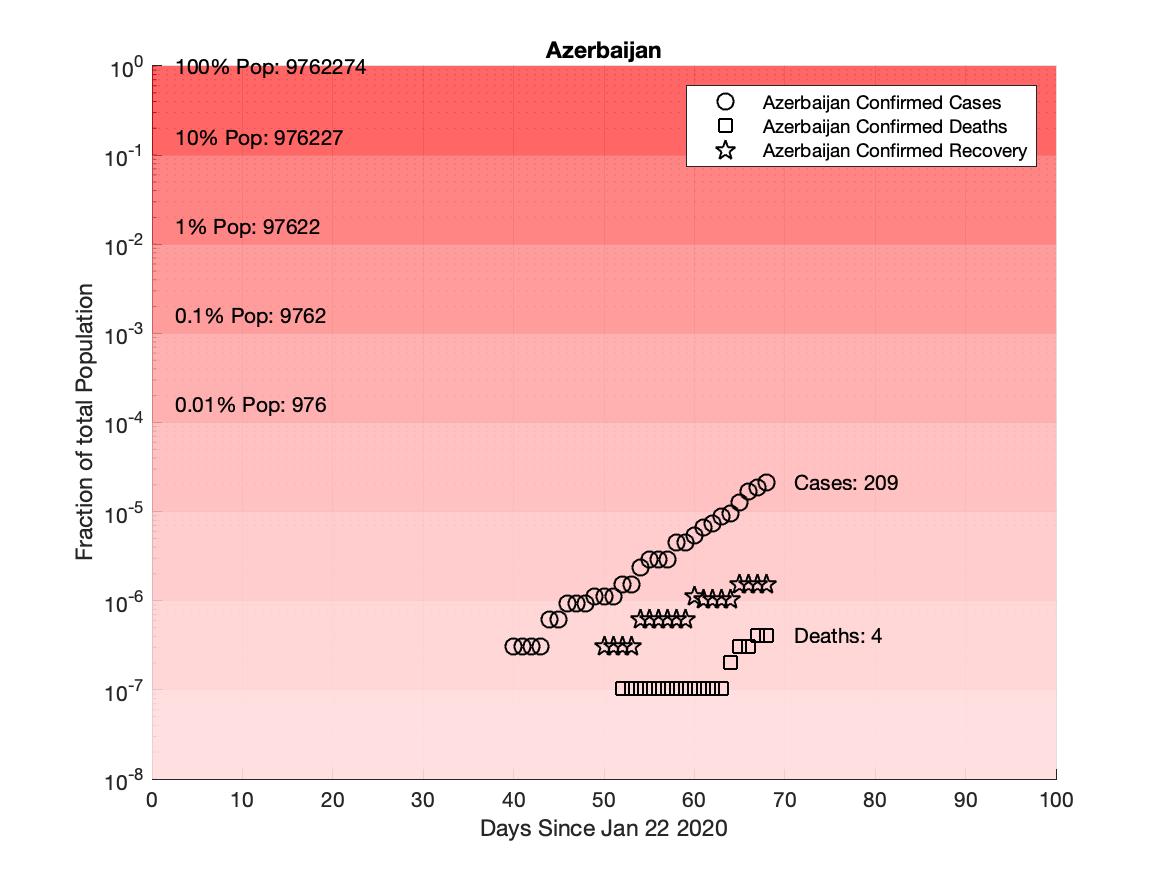 Azerbaijan
10^0
100% Pop: 9762274
Azerbaijan Confirmed Cases
Azerbaijan Confirmed Deaths
Azerbaijan Confirmed Recovery
10% Pop: 976227
10^-1
1% Pop: 97622
10^-2
0.1% Pop: 9762
10^-3
0.01% Pop: 976
10^-4
Cases: 209
10^-5
10^-6
Deaths: 4
10^-7
10^-8
Fraction of total Population
0 10 20 30 40 50 60 70 80 90 100
Days Since Jan 22 2020